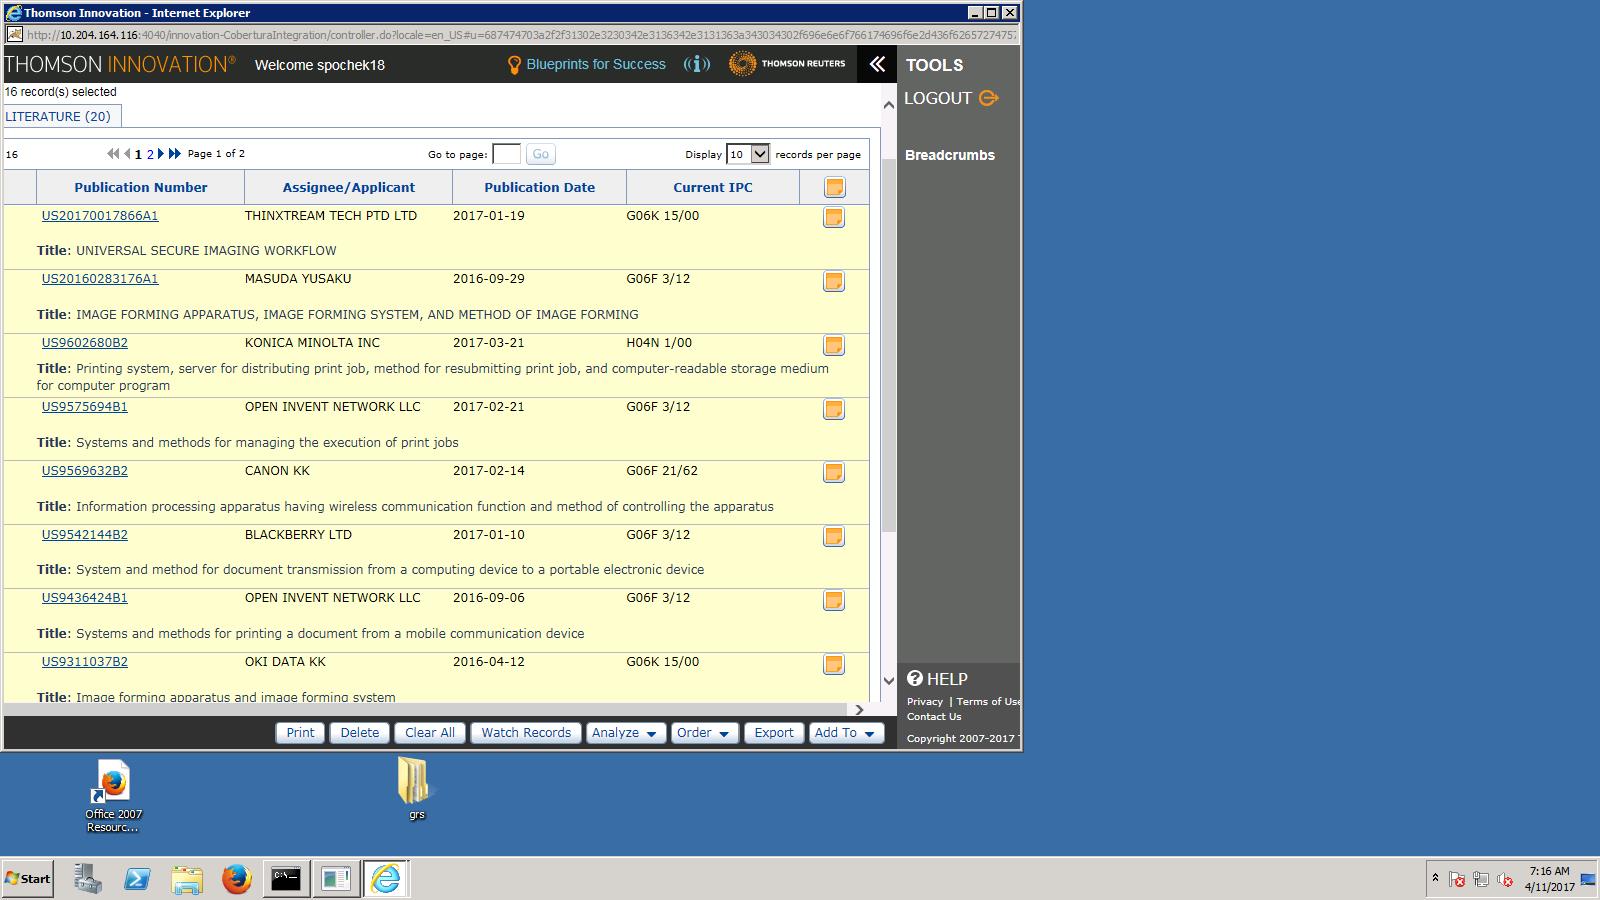 Thomson Innovation - Internet Explorer
http://10.204.164.116:4040/innovation-CoberturaIntegration/controller.do?locale=en_US#u=
THOMSON INNOVATION® Welcome spochek18 Blueprints for Success THOMSON REUTERS TOOLS
16 record(s) selected LOGOUT
LITERATURE (20)
16 1 2 Page 1 of 2 Go to page: Go Display 10 records per page Breadcrumbs
Publication Number Assignee/Applicant Publication Date Current IPC
US20170017866A1 THINXTREAM TECH PTD LTD 2017-01-19 G06K 15/00
Title: UNIVERSAL SECURE IMAGING WORKFLOW
US20160283176A1 MASUDA YUSAKU 2016-09-29 G06F 3/12
Title: IMAGE FORMING APPARATUS, IMAGE FORMING SYSTEM, AND METHOD OF IMAGE FORMING
US9602680B2 KONICA MINOLTA INC 2017-03-21 H04N 1/00
Title: Printing system, server for distributing print job, method for resubmitting print job, and computer-readable storage medium
for computer program
US9575694B1 OPEN INVENT NETWORK LLC 2017-02-21 G06F 3/12
Title: Systems and methods for managing the execution of print jobs
US9569632B2 CANON KK 2017-02-14 G06F 21/62
Title: Information processing apparatus having wireless communication function and method of controlling the apparatus
US9542144B2 BLACKBERRY LTD 2017-01-10 G06F 3/12
Title: System and method for document transmission from a computing device to a portable electronic device
US9436424B1 OPEN INVENT NETWORK LLC 2016-09-06 G06F 3/12
Title: Systems and methods for printing a document from a mobile communication device
US9311037B2 OKI DATA KK 2016-04-12 G06K 15/00
Title: Image forming apparatus and image forming system
HELP
Privacy | Terms of Use
Contact Us
Copyright 2007-2017 T
Print Delete Clear All Watch Records Analyze Order Export Add To
Office 2007
Resourc...
grs
Start
7:16 AM
4/11/2017